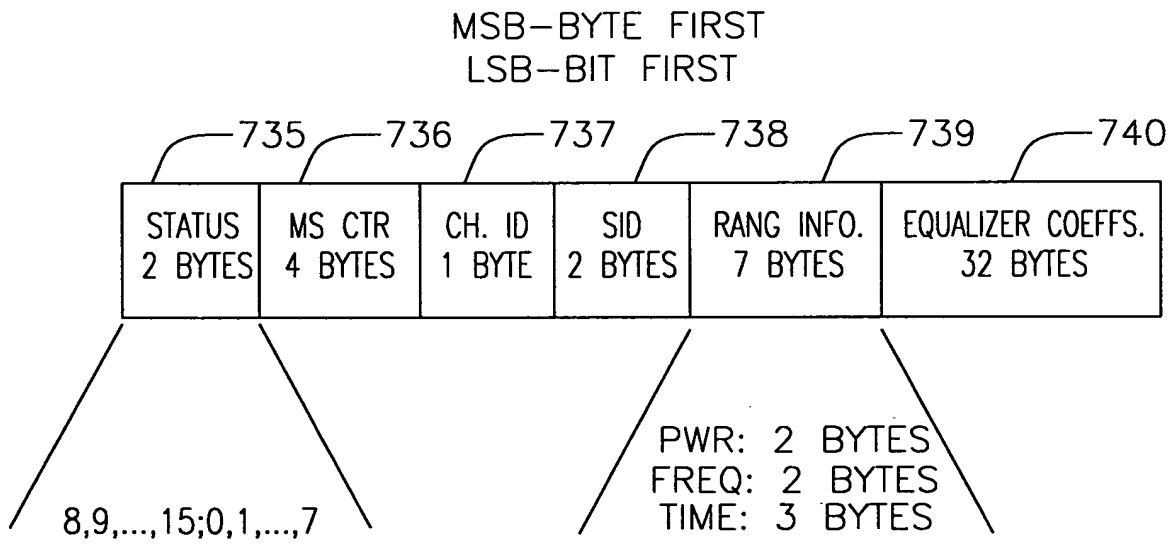 MSB-BYTE FIRST
LSB-BIT FIRST
735 736 737 738 739 740
STATUS MS CTR CH. ID SID RANG INFO. EQUALIZER COEFFS.
2 BYTES 4 BYTES 1 BYTE 2 BYTES 7 BYTES 32 BYTES
PWR: 2 BYTES
FREQ: 2 BYTES
TIME: 3 BYTES
8,9,...,15;0,1,...,7